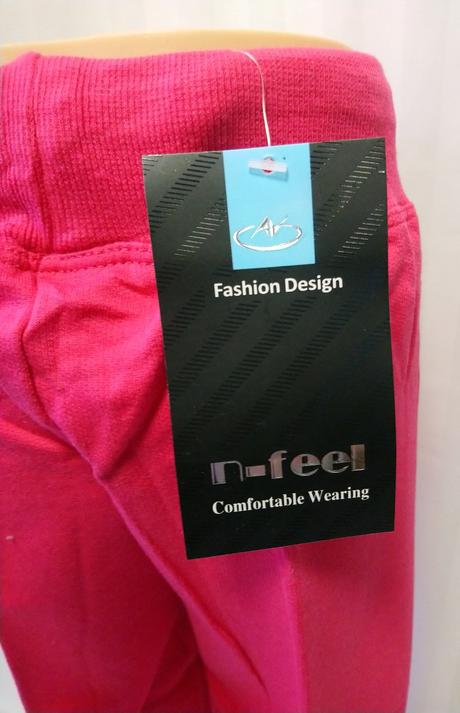 Fashion Design
n-feel
Comfortable Wearing